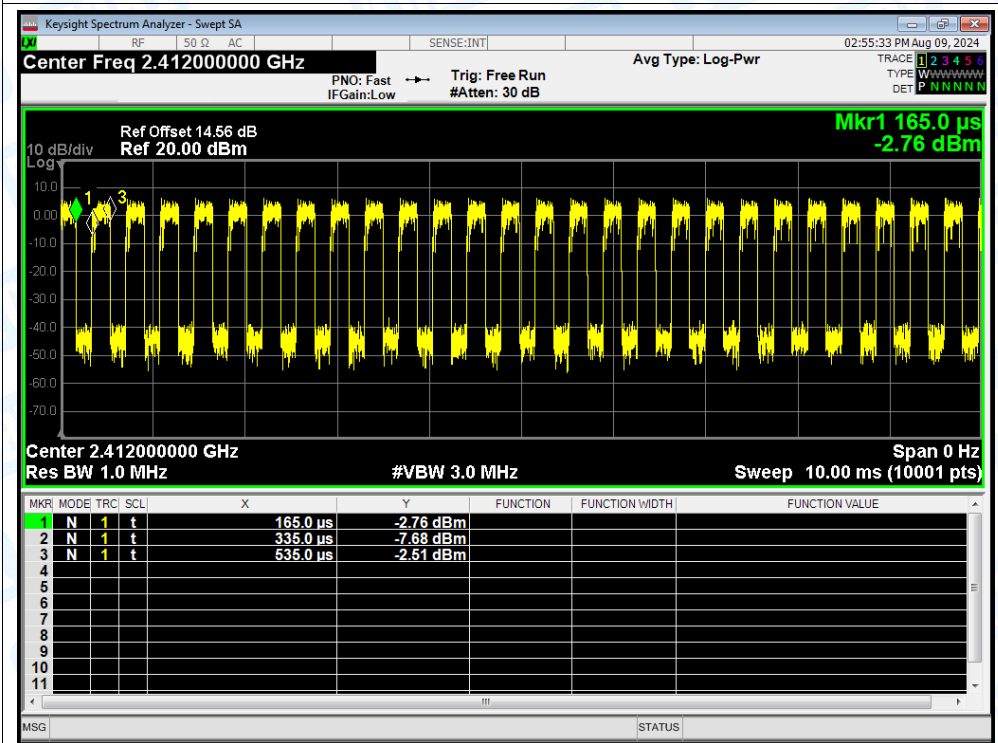 Keysight Spectrum Analyzer - Swept SA
LXI RF 50 Ω AC SENSE:INT 02:55:33 PM Aug 09, 2024
Center Freq 2.412000000 GHz Avg Type: Log-Pwr TRACE 1 2 3 4 5 6
PNO: Fast Trig: Free Run TYPE WWWWWW
IFGain:Low #Atten: 30 dB DET P N N N N N
Mkr1 165.0 µs
Ref Offset 14.56 dB
10 dB/div Ref 20.00 dBm -2.76 dBm
Log
10.0
1 3
0.00
-10.0
-20.0
-30.0
-40.0
-50.0
-60.0
-70.0
Center 2.412000000 GHz Span 0 Hz
Res BW 1.0 MHz #VBW 3.0 MHz Sweep 10.00 ms (10001 pts)
MKR MODE TRC SCL X Y FUNCTION FUNCTION WIDTH FUNCTION VALUE
1 N 1 t 165.0 µs -2.76 dBm
2 N 1 t 335.0 µs -7.68 dBm
3 N 1 t 535.0 µs -2.51 dBm
4
5
6
7
8
9
10
11
MSG STATUS